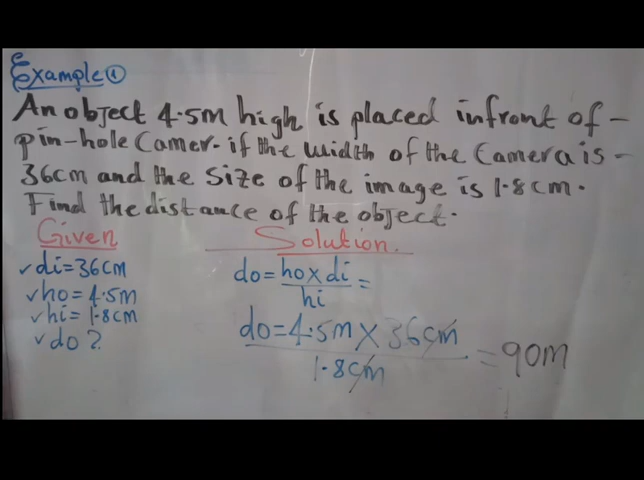 Example①
An object 4.5m high is placed infront of -
pin-hole Camer- if the width of the Camera is -
36cm and the Size of the image is 1.8cm.
Find the distance of the object.
Given
✓di=36cm
✓ho=4.5m
✓hi=1.8cm
✓do ?
Solution.
do=ho×di/hi=
do=4.5m × 36cm/1.8cm = 90m